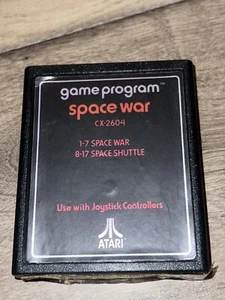 game program™
space war
CX-2604
1-7 SPACE WAR
8-17 SPACE SHUTTLE
Use with Joystick Controllers
ATARI